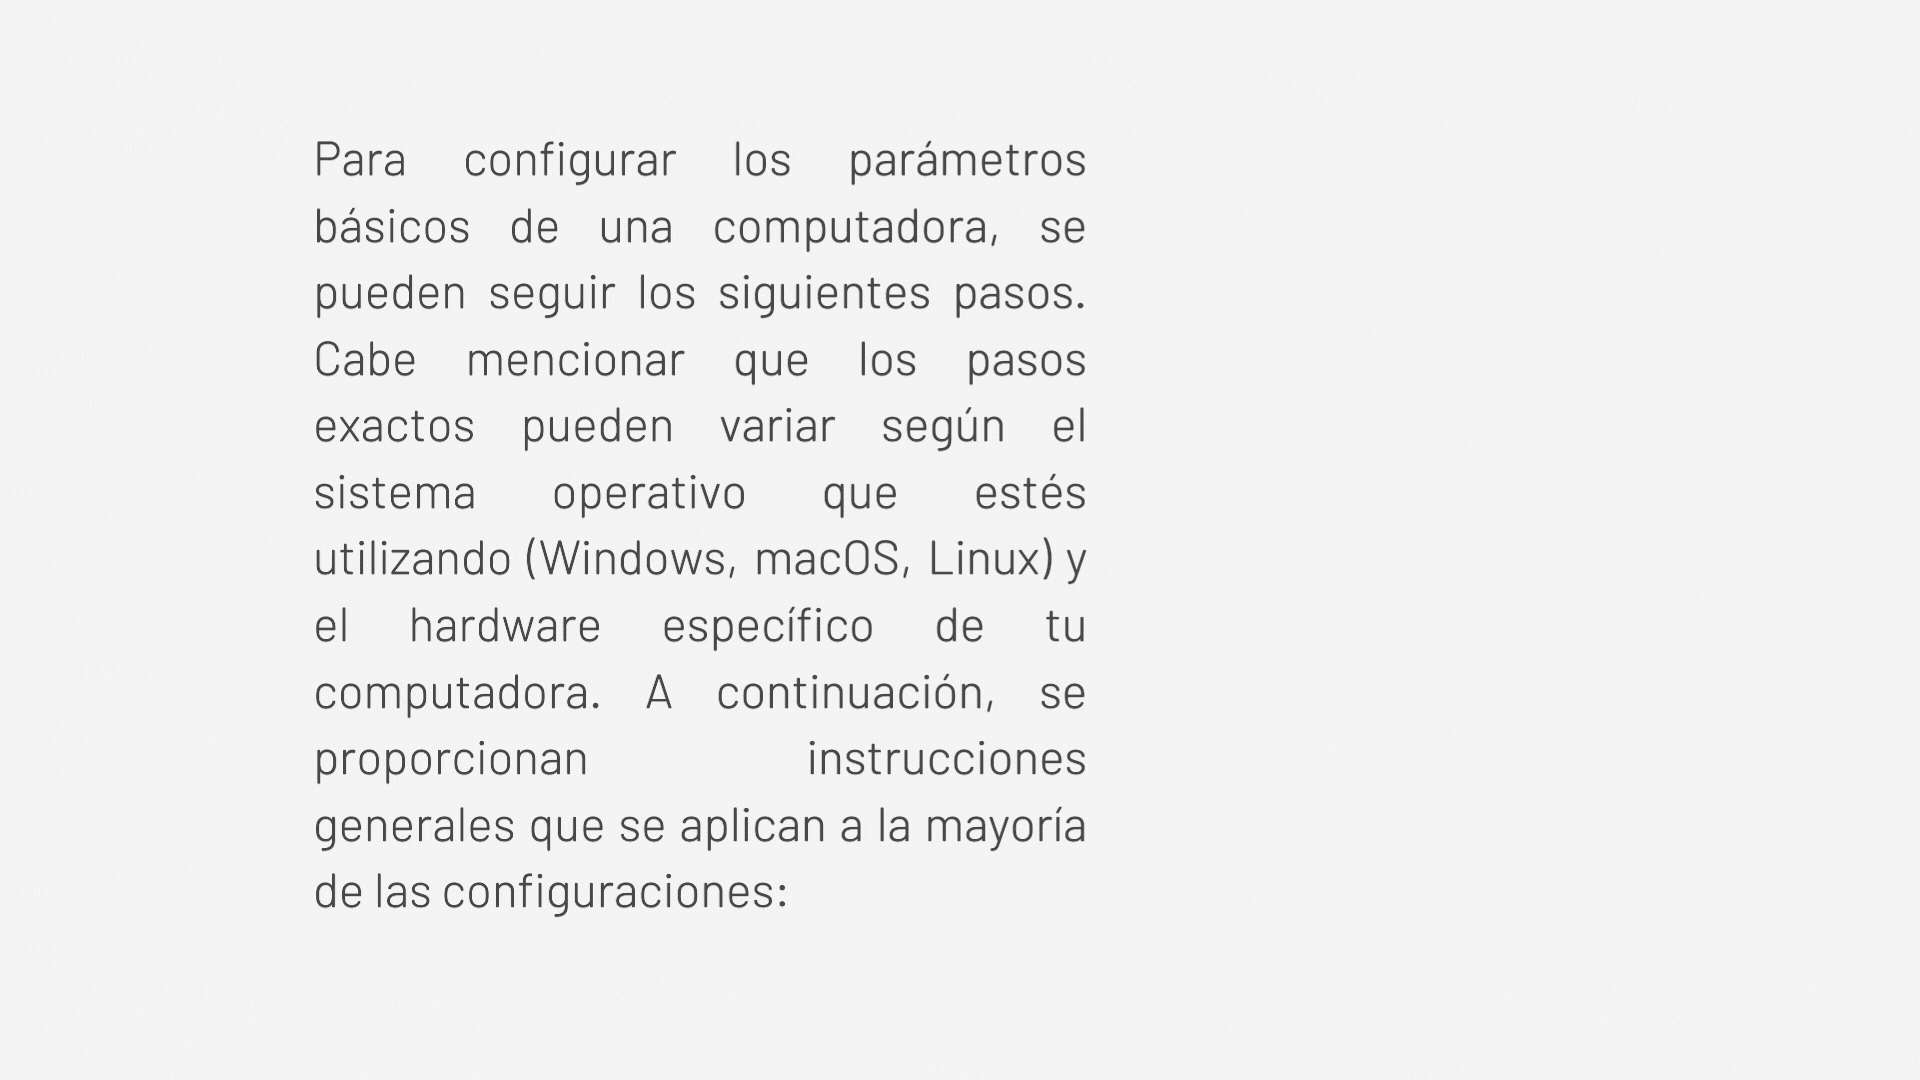 Para configurar los parámetros
básicos de una computadora, se
pueden seguir los siguientes pasos.
Cabe mencionar que los pasos
exactos pueden variar según el
sistema operativo que estés
utilizando (Windows, macOS, Linux) y
el hardware específico de tu
computadora. A continuación, se
proporcionan instrucciones
generales que se aplican a la mayoría
de las configuraciones: